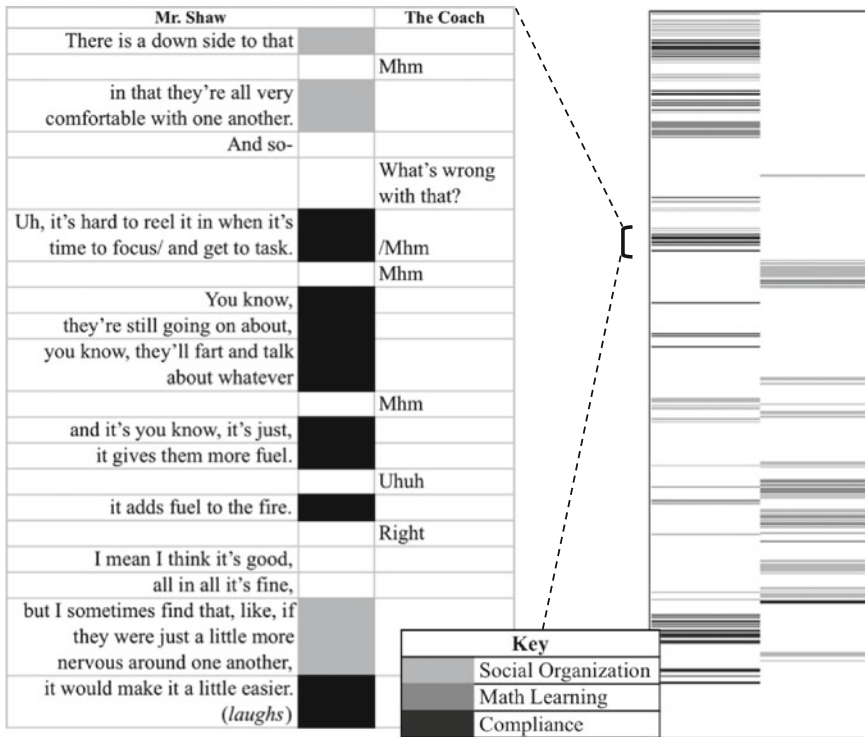 Mr. Shaw The Coach
There is a down side to that
Mhm
in that they're all very
comfortable with one another.
And so-
What's wrong
with that?
Uh, it's hard to reel it in when it's
time to focus/ and get to task. /Mhm
Mhm
You know,
they're still going on about,
you know, they'll fart and talk
about whatever
Mhm
and it's you know, it's just,
it gives them more fuel.
Uhuh
it adds fuel to the fire.
Right
I mean I think it's good,
all in all it's fine,
but I sometimes find that, like, if
they were just a little more
nervous around one another,
it would make it a little easier.
(laughs)
Key
Social Organization
Math Learning
Compliance